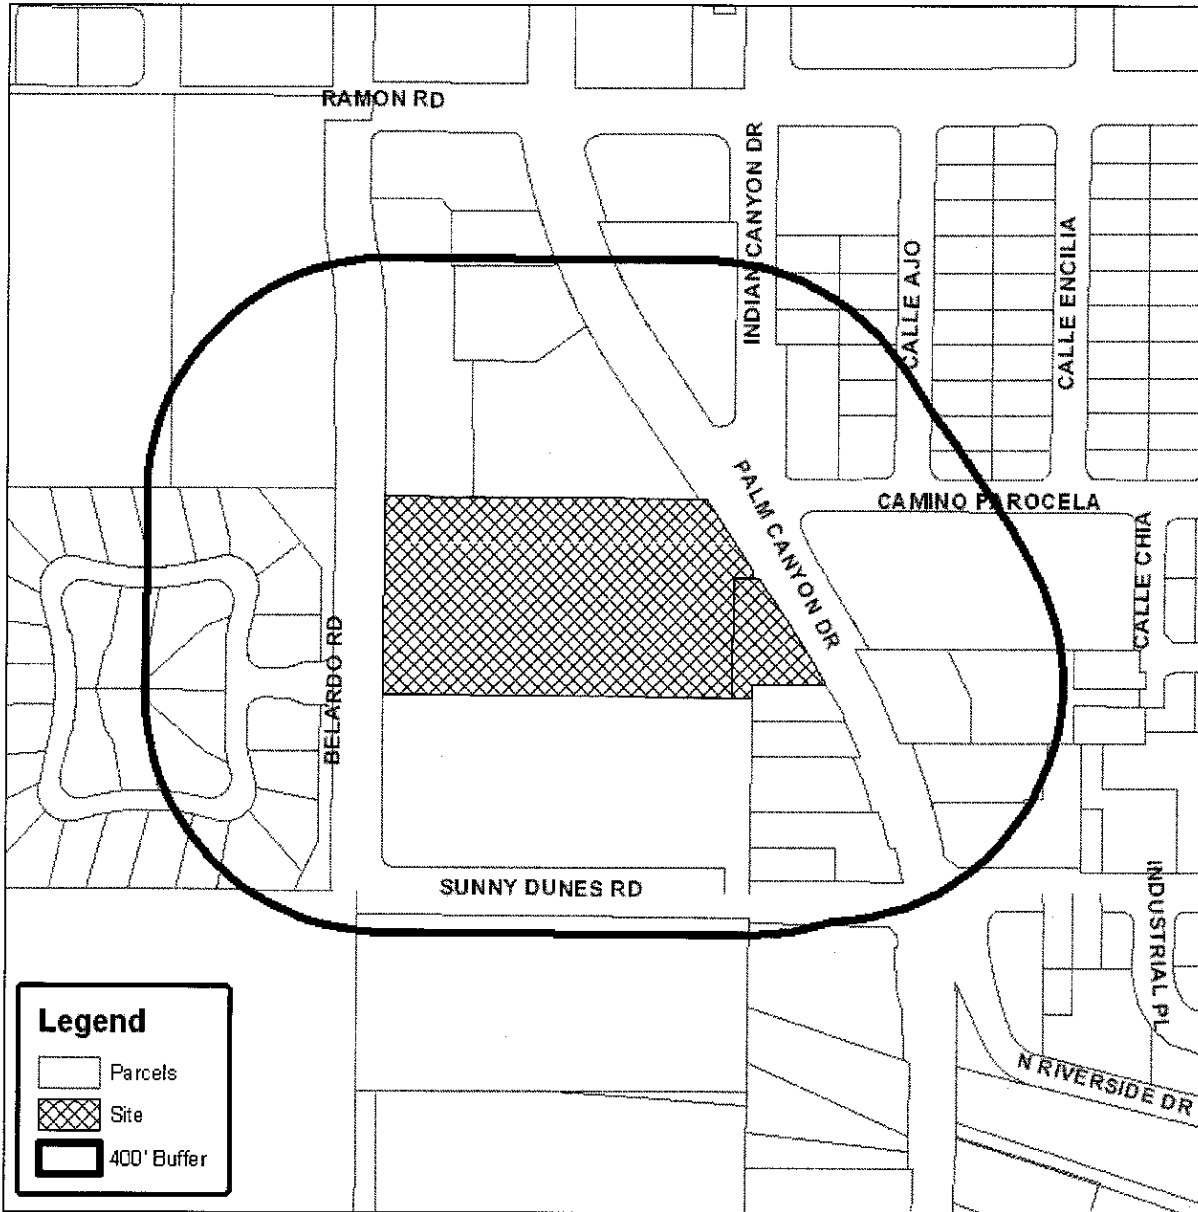 RAMON RD
INDIAN CANYON DR
CALLE AJO
CALLE ENCILIA
PALM CANYON DR
CAMINO PAROCELA
CALLE CHIA
BELARDO RD
SUNNY DUNES RD
INDUSTRIAL PL
N RIVERSIDE DR
Legend
Parcels
Site
400' Buffer